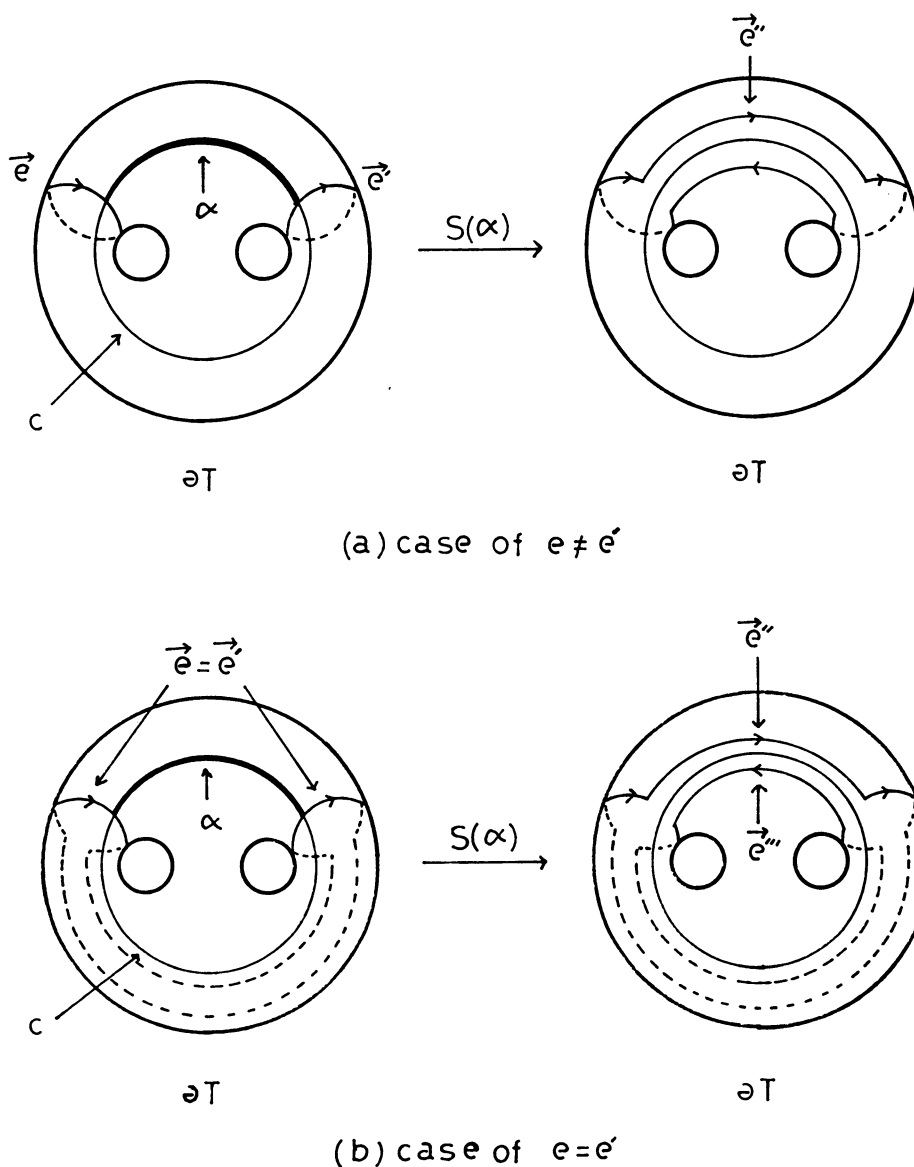 e⃗″
e⃗
e⃗′
α
S(α)
c
∂T
∂T
(a) case of e ≠ e′
e⃗ = e⃗′
e⃗″
α
S(α)
e⃗‴
c
∂T
∂T
(b) case of e = e′